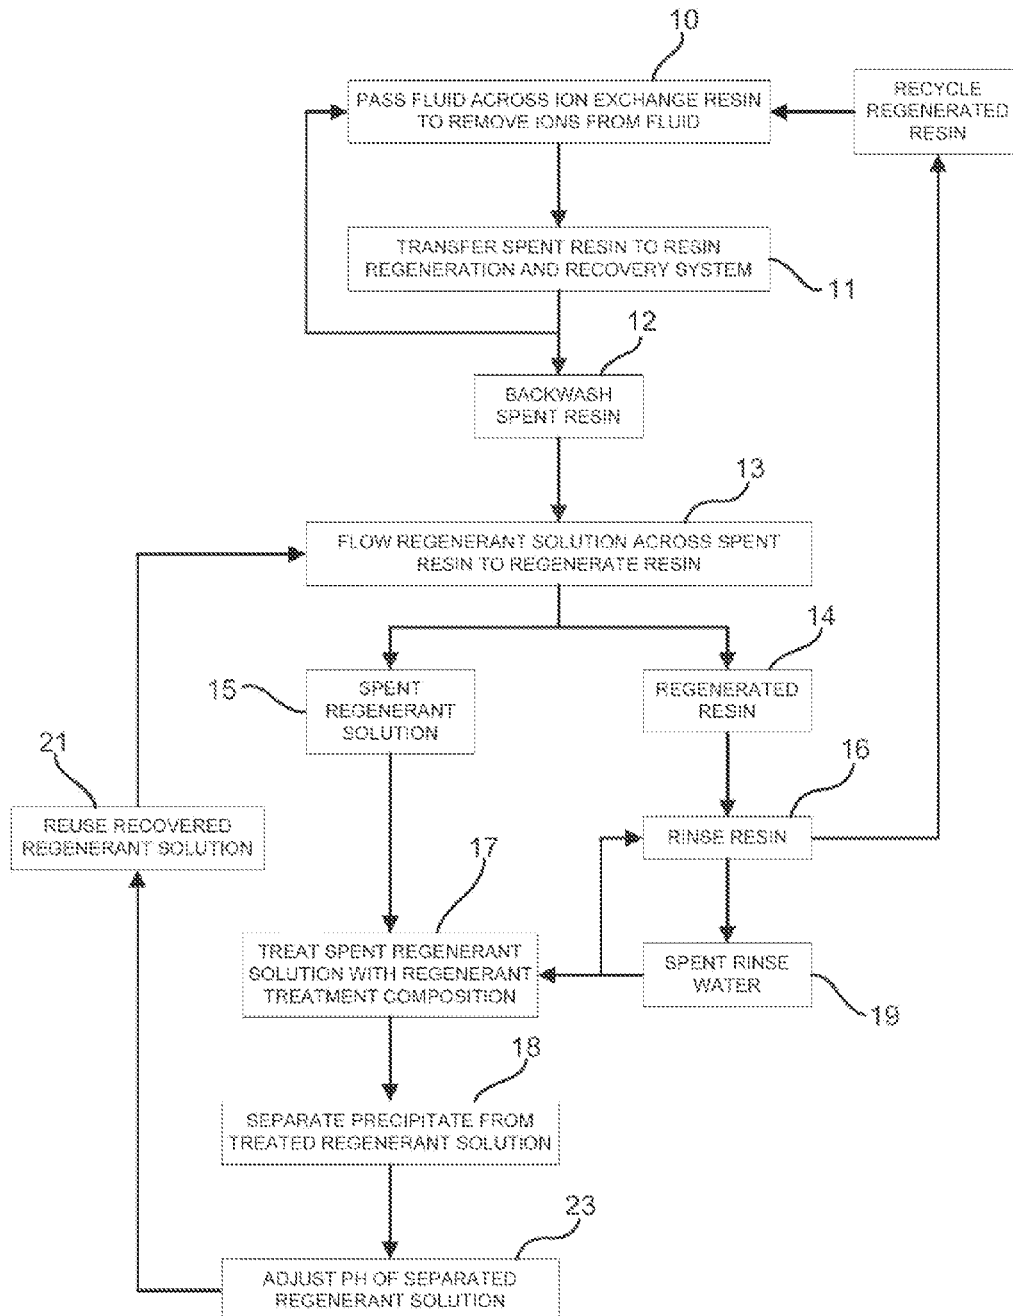 10
PASS FLUID ACROSS ION EXCHANGE RESIN
TO REMOVE IONS FROM FLUID
RECYCLE
REGENERATED
RESIN
TRANSFER SPENT RESIN TO RESIN
REGENERATION AND RECOVERY SYSTEM
11
12
BACKWASH
SPENT RESIN
13
FLOW REGENERANT SOLUTION ACROSS SPENT
RESIN TO REGENERATE RESIN
14
15
SPENT
REGENERANT
SOLUTION
REGENERATED
RESIN
21
16
REUSE RECOVERED
REGENERANT SOLUTION
RINSE RESIN
17
TREAT SPENT REGENERANT
SOLUTION WITH REGENERANT
TREATMENT COMPOSITION
SPENT RINSE
WATER
19
18
SEPARATE PRECIPITATE FROM
TREATED REGENERANT SOLUTION
23
ADJUST PH OF SEPARATED
REGENERANT SOLUTION